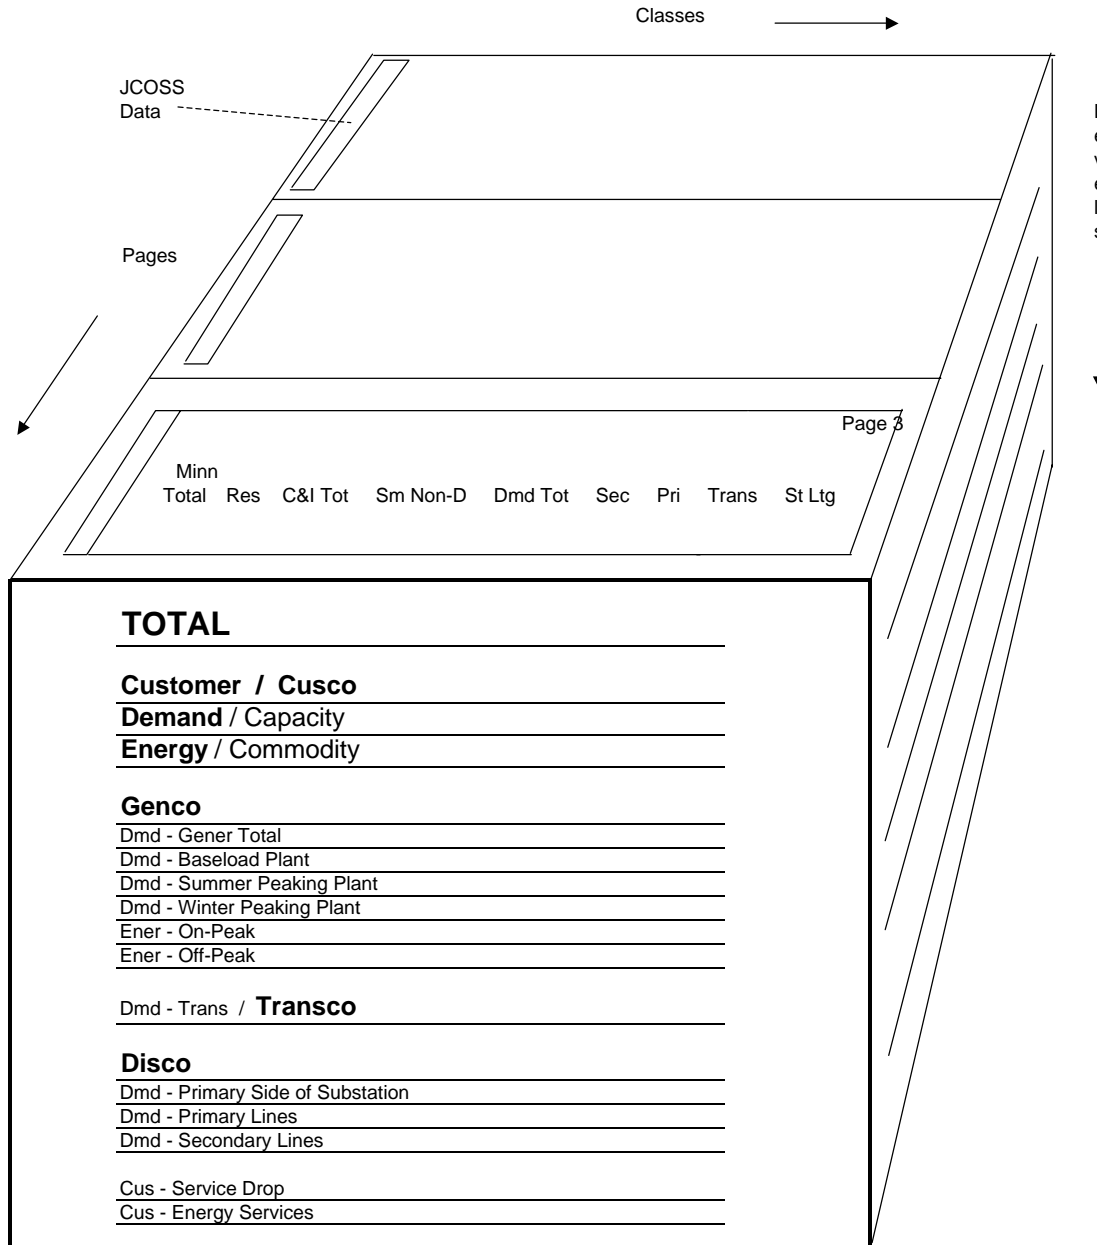 Classes
JCOSS
Data
Pages
Page 3
Minn
Total Res C&I Tot Sm Non-D Dmd Tot Sec Pri Trans St Ltg
TOTAL
Customer / Cusco
Demand / Capacity
Energy / Commodity
Genco
Dmd - Gener Total
Dmd - Baseload Plant
Dmd - Summer Peaking Plant
Dmd - Winter Peaking Plant
Ener - On-Peak
Ener - Off-Peak
Dmd - Trans / Transco
Disco
Dmd - Primary Side of Substation
Dmd - Primary Lines
Dmd - Secondary Lines
Cus - Service Drop
Cus - Energy Services